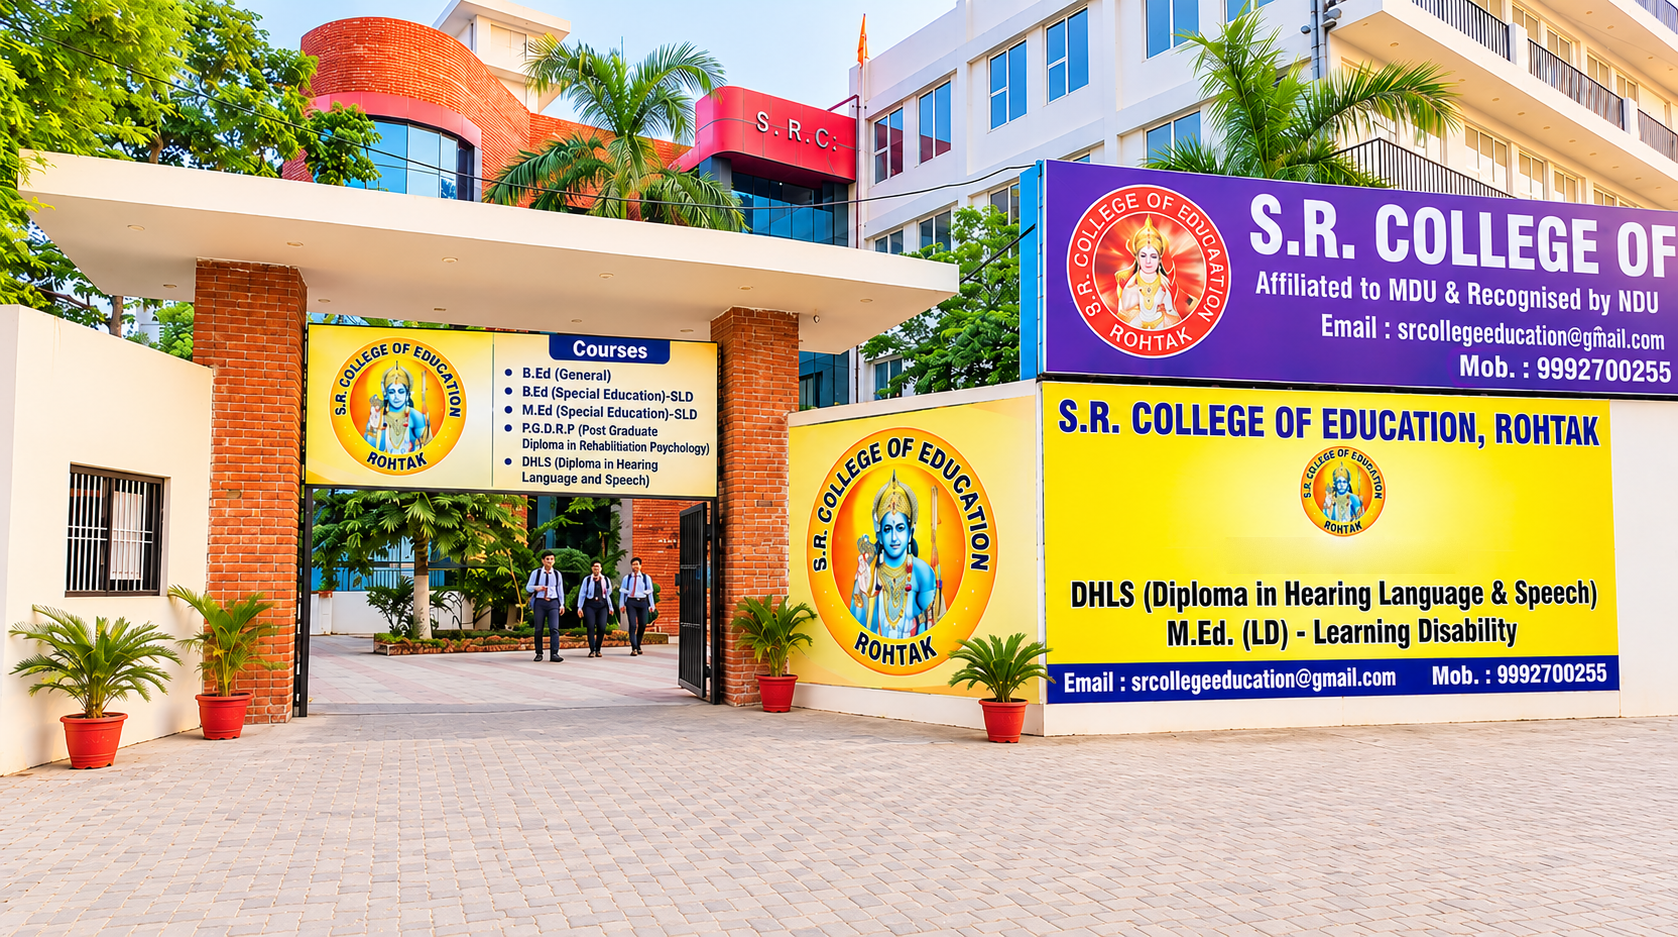 S. R. C.
S.R. COLLEGE OF EDUCATION
ROHTAK
Courses
B.Ed (General)
B.Ed (Special Education)-SLD
M.Ed (Special Education)-SLD
P.G.D.R.P (Post Graduate
Diploma in Rehablitiation Psychology)
DHLS (Diploma in Hearing
Language and Speech)
S.R. COLLEGE OF EDUCATION
ROHTAK
S.R. COLLEGE OF EDUCAATION
ROHTAK
S.R. COLLEGE OF
Affiliated to MDU & Recognised by NDU
Email : srcollegeeducation@gmail.com
Mob. : 9992700255
S.R. COLLEGE OF EDUCATION, ROHTAK
S.R COLLEGE OF EDUCATION
ROHTAK
DHLS (Diploma in Hearing Language & Speech)
M.Ed. (LD) - Learning Disability
Email : srcollegeeducation@gmail.com Mob. : 9992700255